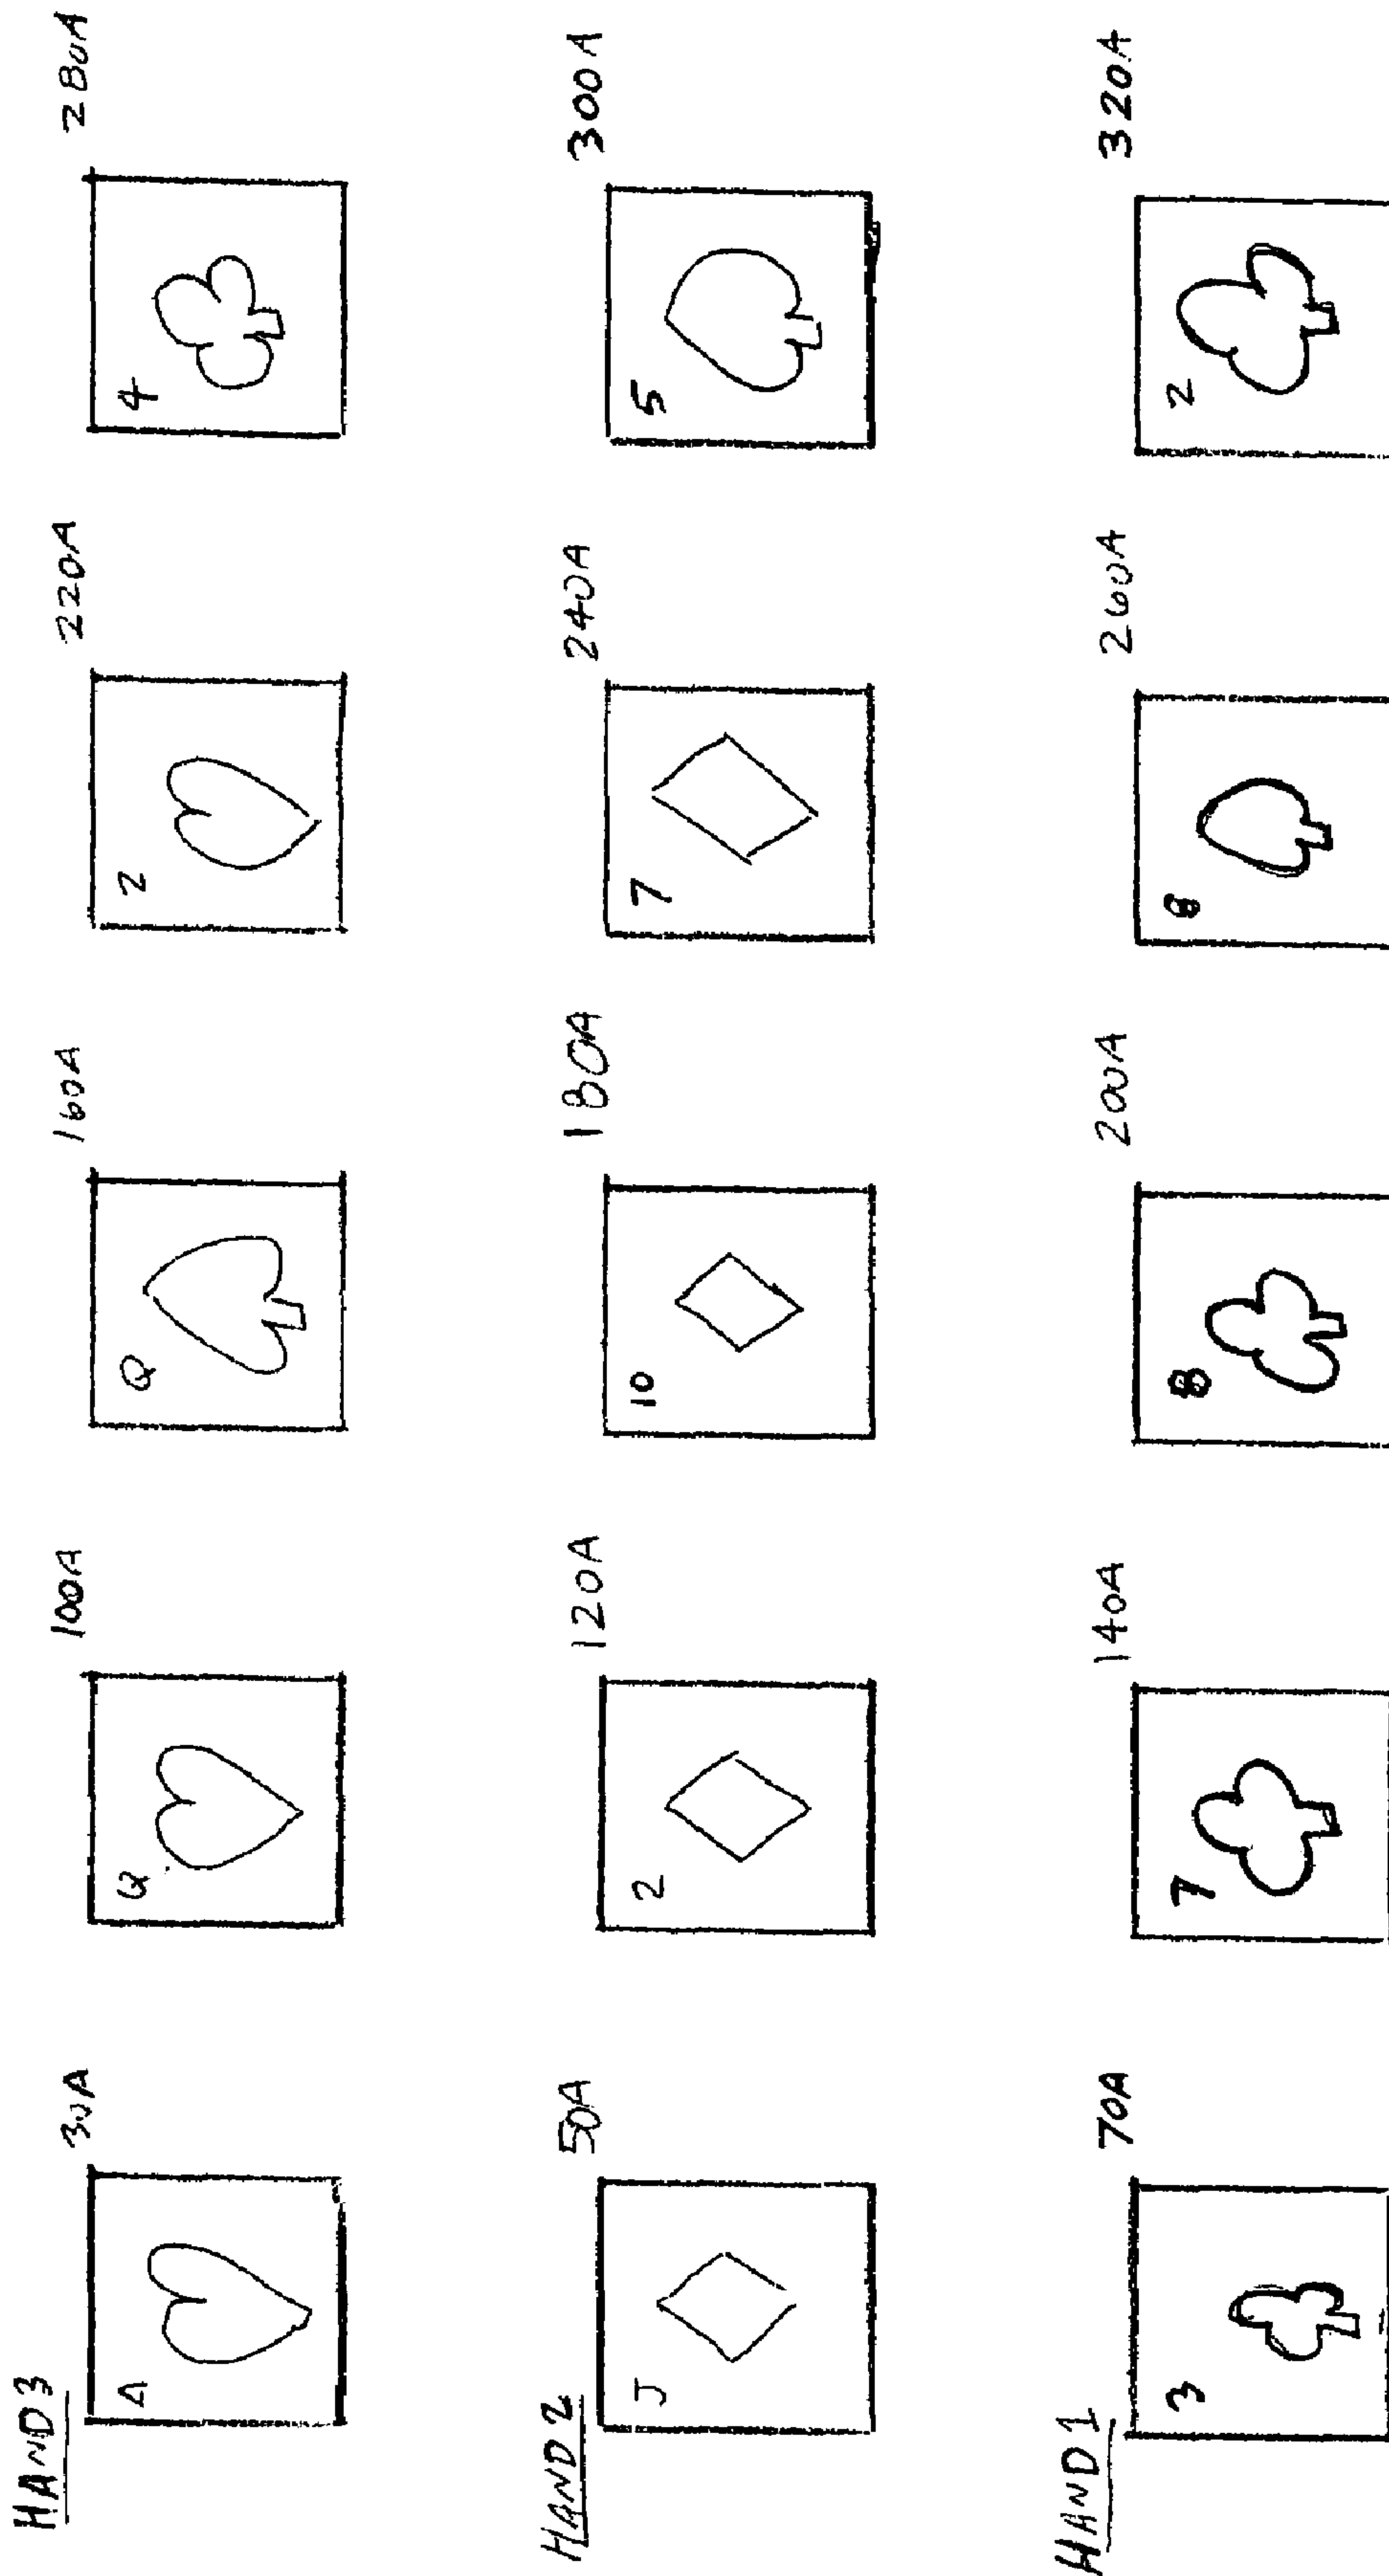 HAND 3
30A 100A 160A 220A 280A
A Q Q 2 4
HAND 2
50A 120A 180A 240A 300A
J 2 10 7 5
HAND 1
70A 140A 200A 260A 320A
3 7 8 2